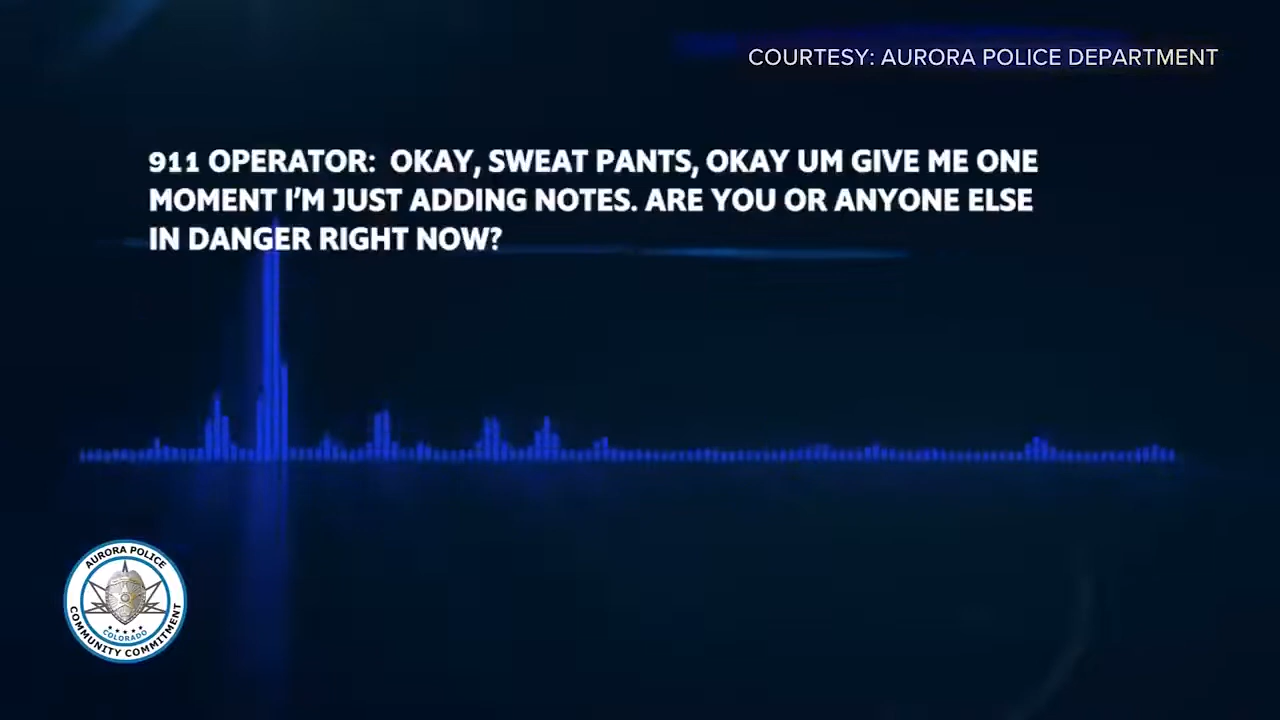 COURTESY: AURORA POLICE DEPARTMENT
911 OPERATOR: OKAY, SWEAT PANTS, OKAY UM GIVE ME ONE
MOMENT I'M JUST ADDING NOTES. ARE YOU OR ANYONE ELSE
IN DANGER RIGHT NOW?
AURORA POLICE
COLORADO
COMMUNITY COMMITMENT